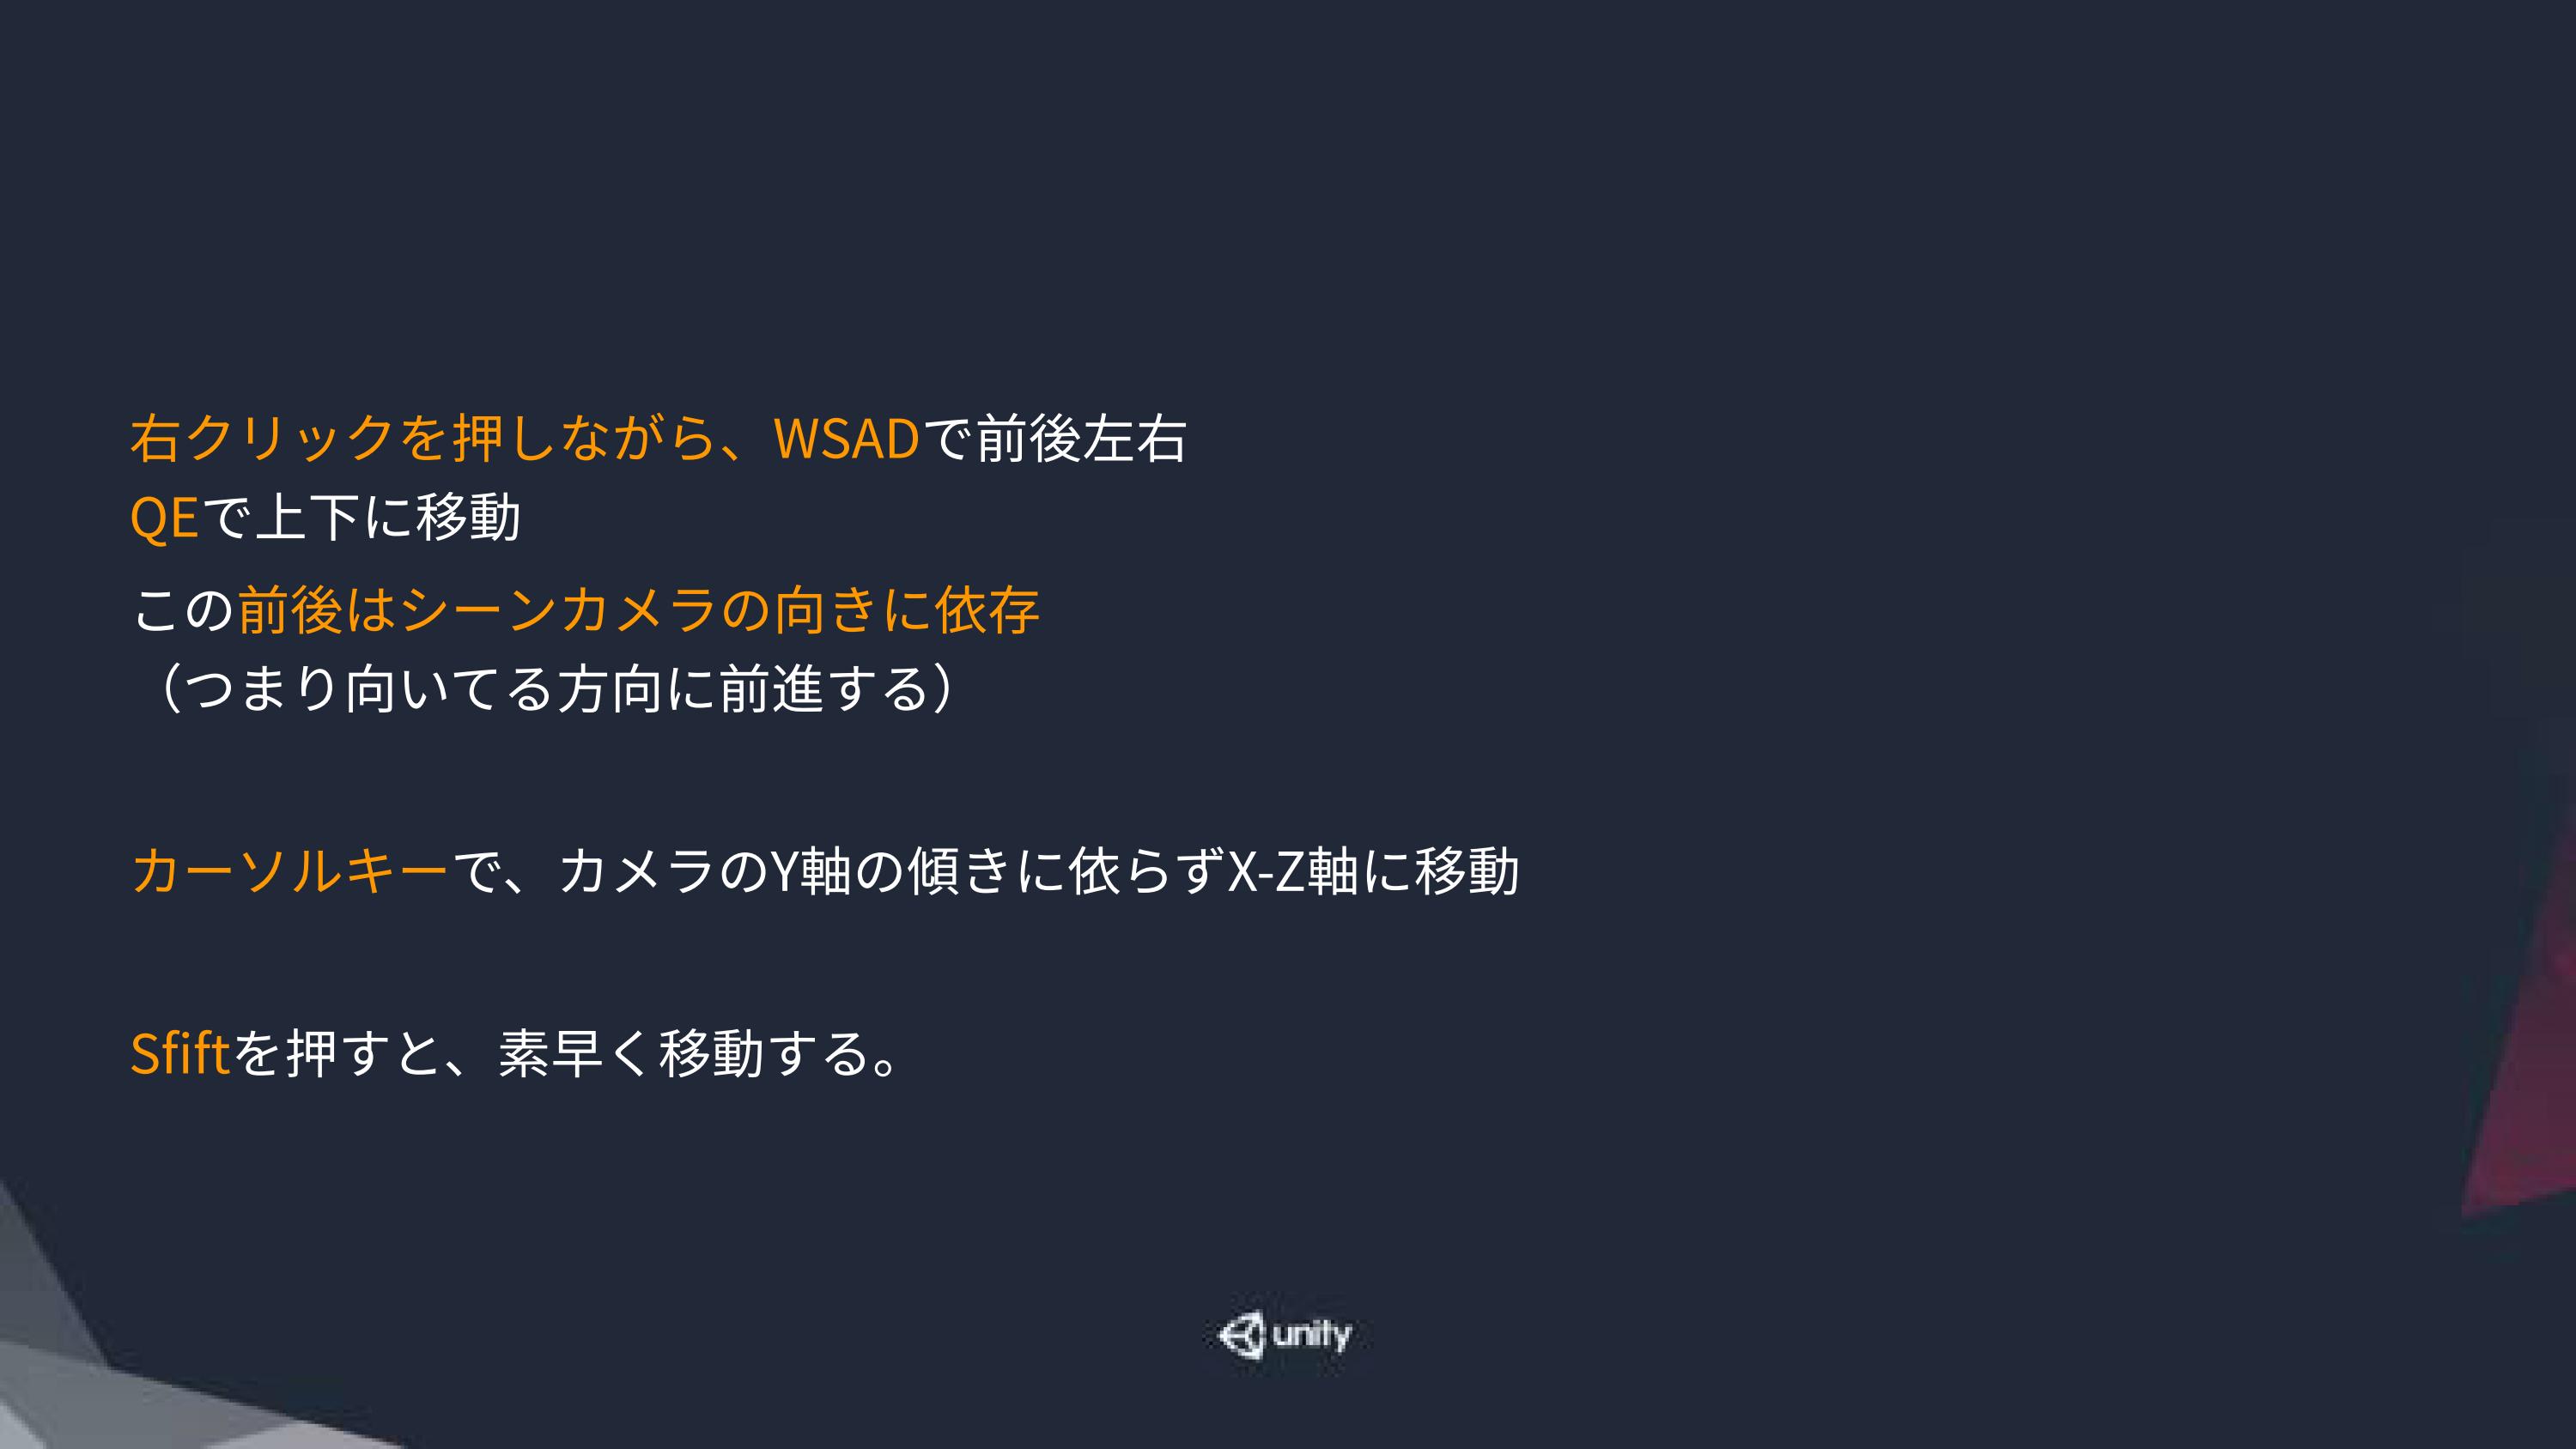 右クリックを押しながら、WSADで前後左右
QEで上下に移動
この前後はシーンカメラの向きに依存
（つまり向いてる方向に前進する）
カーソルキーで、カメラのY軸の傾きに依らずX-Z軸に移動
Sfiftを押すと、素早く移動する。
unity